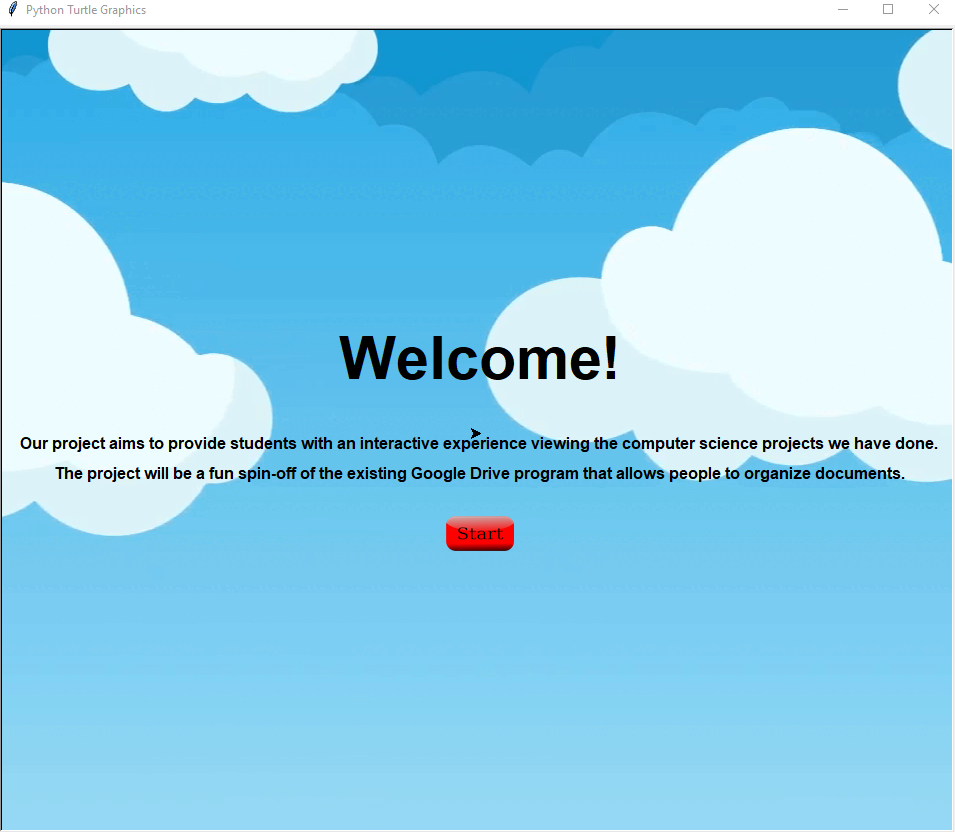 Python Turtle Graphics
Welcome!
Our project aims to provide students with an interactive experience viewing the computer science projects we have done.
The project will be a fun spin-off of the existing Google Drive program that allows people to organize documents.
Start